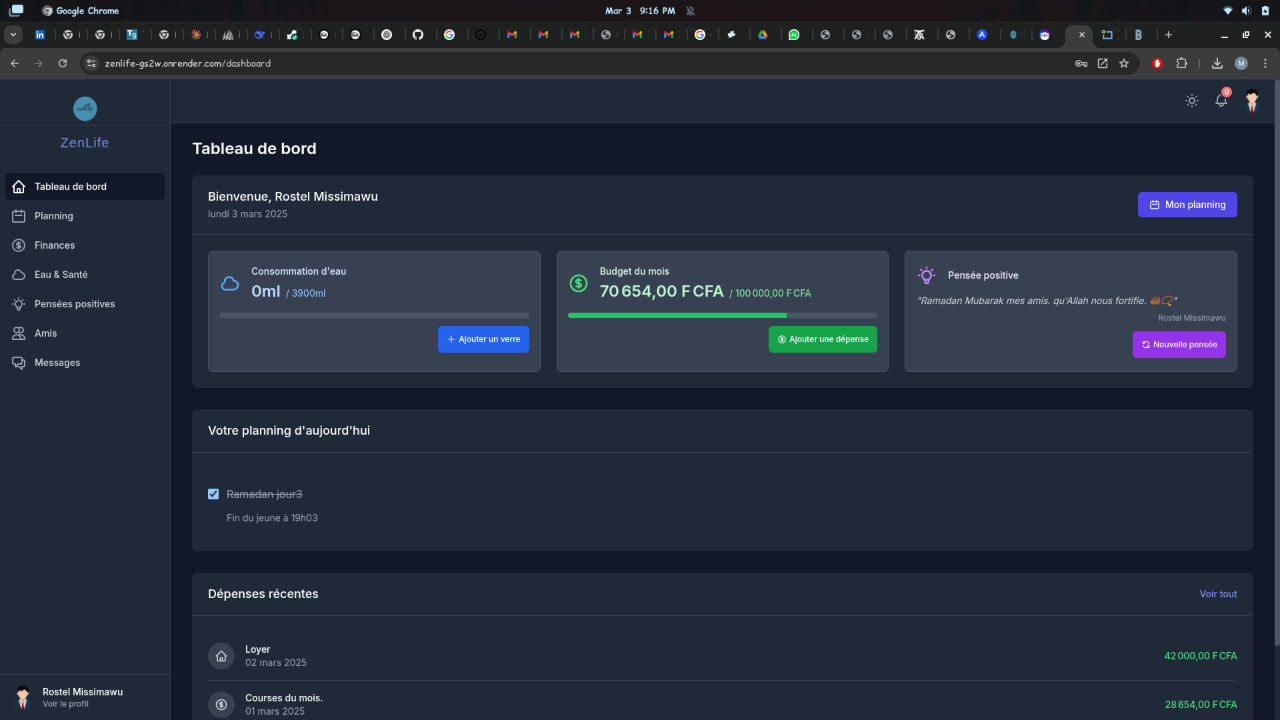 Google Chrome
Mar 3 9:16 PM
zenlife-gs2w.onrender.com/dashboard
M
9
ZenLife
Tableau de bord
Planning
Finances
Eau & Santé
Pensées positives
Amis
Messages
Rostel Missimawu
Voir le profil
Tableau de bord
Bienvenue, Rostel Missimawu
lundi 3 mars 2025
Mon planning
Consommation d'eau
0ml / 3900ml
Ajouter un verre
Budget du mois
70 654,00 F CFA / 100 000,00 F CFA
Ajouter une dépense
Pensée positive
"Ramadan Mubarak mes amis. qu'Allah nous fortifie. 🤲🏾📿"
Rostel Missimawu
Nouvelle pensée
Votre planning d'aujourd'hui
Ramadan jour3
Fin du jeune à 19h03
Dépenses récentes
Voir tout
Loyer
02 mars 2025
42 000,00 F CFA
Courses du mois.
01 mars 2025
28 654,00 F CFA